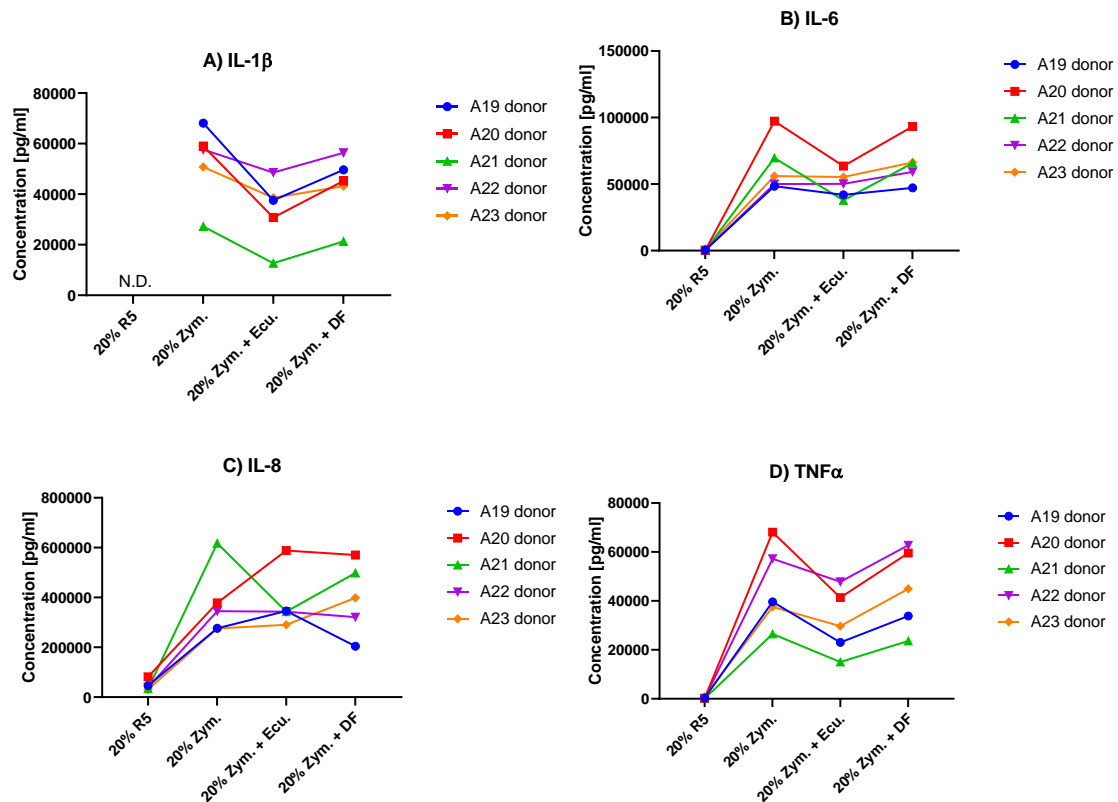 A) IL-1β
Concentration [pg/ml]
80000
60000
40000
20000
0
N.D.
20% R5
20% Zym.
20% Zym. + Ecu.
20% Zym. + DF
A19 donor
A20 donor
A21 donor
A22 donor
A23 donor
B) IL-6
Concentration [pg/ml]
150000
100000
50000
0
20% R5
20% Zym.
20% Zym. + Ecu.
20% Zym. + DF
A19 donor
A20 donor
A21 donor
A22 donor
A23 donor
C) IL-8
Concentration [pg/ml]
800000
600000
400000
200000
0
20% R5
20% Zym.
20% Zym. + Ecu.
20% Zym. + DF
A19 donor
A20 donor
A21 donor
A22 donor
A23 donor
D) TNFα
Concentration [pg/ml]
80000
60000
40000
20000
0
20% R5
20% Zym.
20% Zym. + Ecu.
20% Zym. + DF
A19 donor
A20 donor
A21 donor
A22 donor
A23 donor